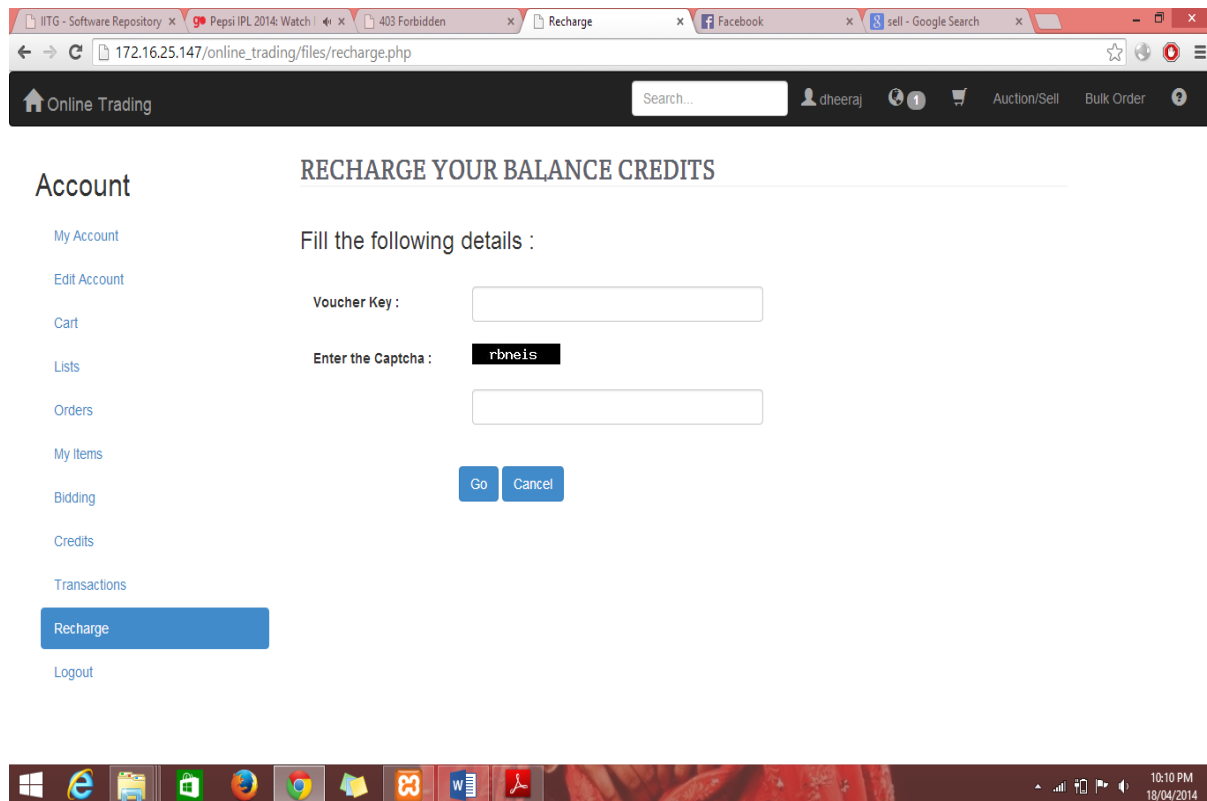 IITG - Software Repository Pepsi IPL 2014: Watch 403 Forbidden Recharge Facebook sell - Google Search
172.16.25.147/online_trading/files/recharge.php
Online Trading Search... dheeraj 1 Auction/Sell Bulk Order
Account
My Account
Edit Account
Cart
Lists
Orders
My Items
Bidding
Credits
Transactions
Recharge
Logout
RECHARGE YOUR BALANCE CREDITS
Fill the following details :
Voucher Key :
Enter the Captcha : rbneis
Go Cancel
10:10 PM
18/04/2014